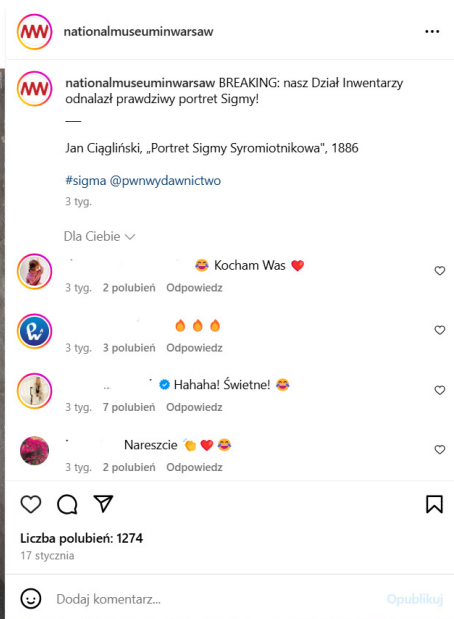 nationalmuseuminwarsaw
nationalmuseuminwarsaw BREAKING: nasz Dział Inwentarzy
odnalazł prawdziwy portret Sigmy!
—
Jan Ciągliński, „Portret Sigmy Syromiotnikowa", 1886
#sigma @pwnwydawnictwo
3 tyg.
Dla Ciebie
😂 Kocham Was ❤️
3 tyg. 2 polubień Odpowiedz
🔥🔥🔥
3 tyg. 3 polubień Odpowiedz
Hahaha! Świetne! 😂
3 tyg. 7 polubień Odpowiedz
Nareszcie 👏❤️😂
3 tyg. 2 polubień Odpowiedz
Liczba polubień: 1274
17 stycznia
Dodaj komentarz...
Opublikuj